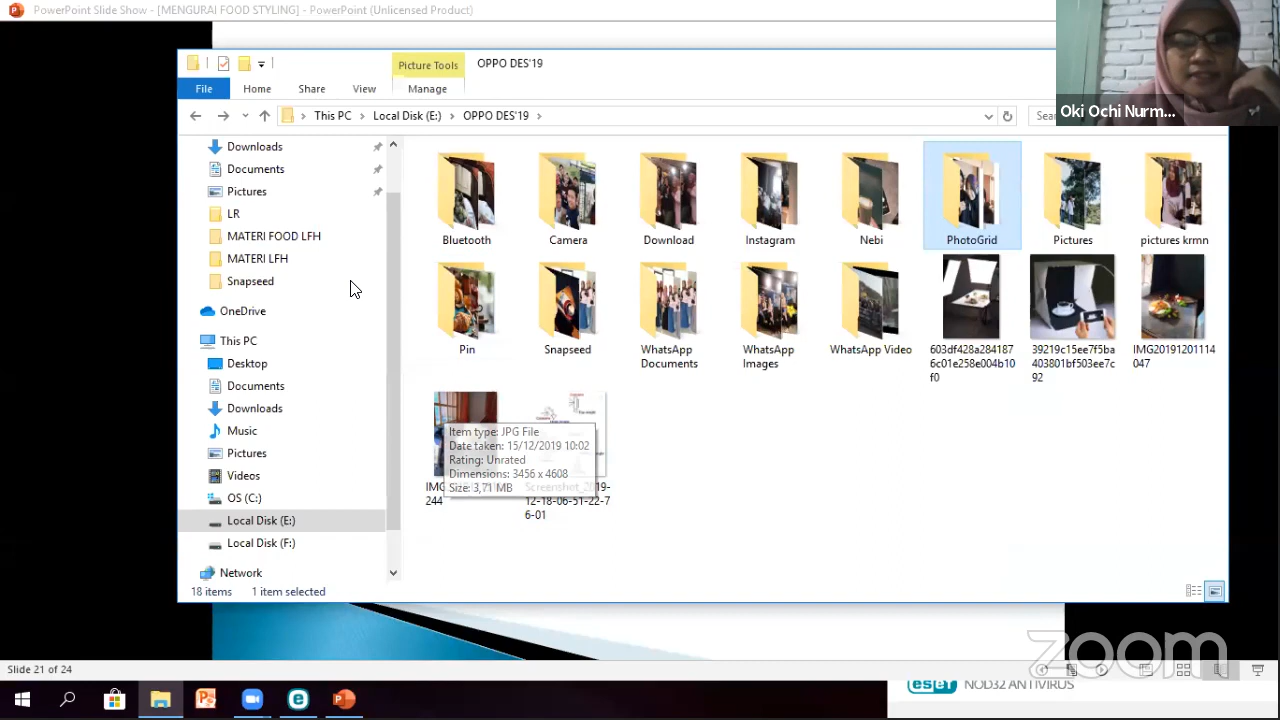 PowerPoint Slide Show - [MENGURAI FOOD STYLING] - PowerPoint (Unlicensed Product)
Oki Ochi Nurm...
Picture Tools
OPPO DES'19
File
Home
Share
View
Manage
This PC
Local Disk (E:)
OPPO DES'19
Downloads
Documents
Pictures
LR
MATERI FOOD LFH
MATERI LFH
Snapseed
OneDrive
This PC
Desktop
Documents
Downloads
Music
Pictures
Videos
OS (C:)
Local Disk (E:)
Local Disk (F:)
Network
Bluetooth
Camera
Download
Instagram
Nebi
PhotoGrid
Pictures
pictures krmn
Pin
Snapseed
WhatsApp
Documents
WhatsApp
Images
WhatsApp Video
603df428a284187
6c01e258e004b10
f0
39219c15ee7f5ba
403801bf503ee7c
92
IMG20191201114
047
Item type: JPG File
Date taken: 15/12/2019 10:02
Rating: Unrated
Dimensions: 3456 x 4608
Size: 3,71 MB
IMG
244
Screenshot_2019-
12-18-06-51-22-7
6-01
18 items
1 item selected
zoom
Slide 21 of 24
eset NOD32 ANTIVIRUS